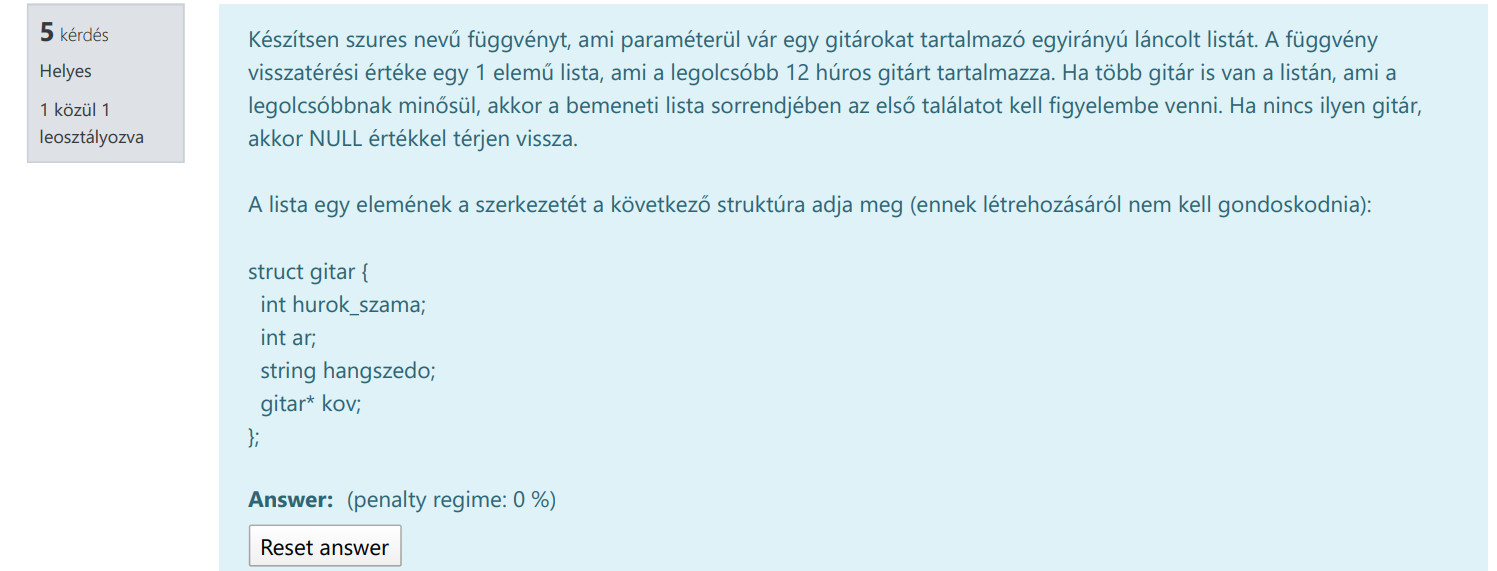 5 kérdés
Helyes
1 közül 1
leosztályozva
Készítsen szures nevű függvényt, ami paraméterül vár egy gitárokat tartalmazó egyirányú láncolt listát. A függvény
visszatérési értéke egy 1 elemű lista, ami a legolcsóbb 12 húros gitárt tartalmazza. Ha több gitár is van a listán, ami a
legolcsóbbnak minősül, akkor a bemeneti lista sorrendjében az első találatot kell figyelembe venni. Ha nincs ilyen gitár,
akkor NULL értékkel térjen vissza.
A lista egy elemének a szerkezetét a következő struktúra adja meg (ennek létrehozásáról nem kell gondoskodnia):
struct gitar {
int hurok_szama;
int ar;
string hangszedo;
gitar* kov;
};
Answer: (penalty regime: 0 %)
Reset answer